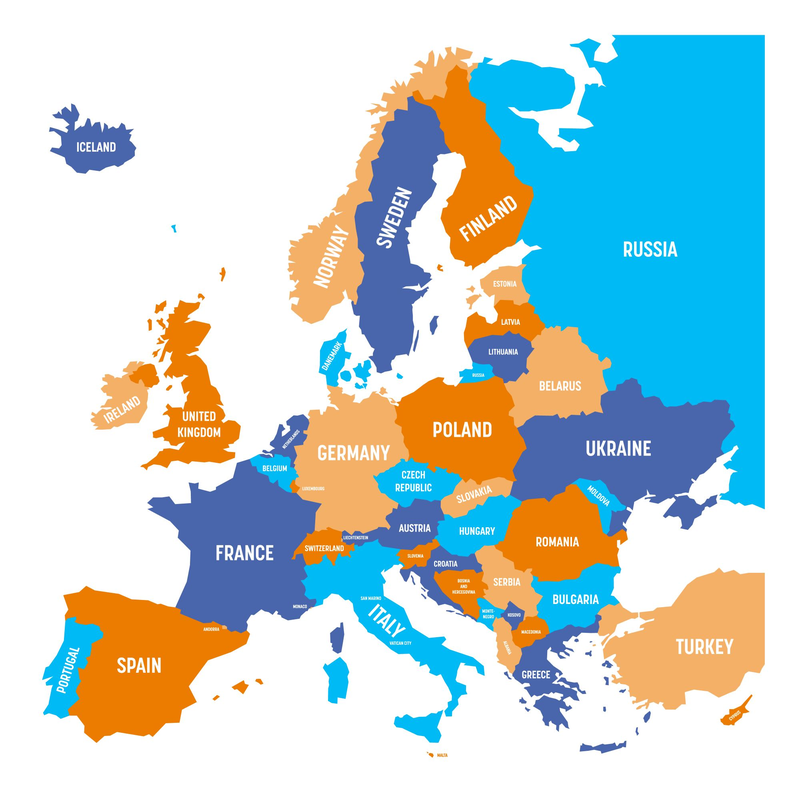 ICELAND
NORWAY
SWEDEN
FINLAND
RUSSIA
ESTONIA
LATVIA
LITHUANIA
RUSSIA
DANEMARK
BELARUS
IRELAND
UNITED
KINGDOM
NETHERLANDS
GERMANY
POLAND
UKRAINE
BELGIUM
LUXEMBOURG
CZECH
REPUBLIC
SLOVAKIA
MOLDOVA
FRANCE
SWITZERLAND
LIECHTENSTEIN
AUSTRIA
HUNGARY
ROMANIA
SLOVENIA
CROATIA
BOSNIA
AND
HERZEGOVINA
SERBIA
MONACO
SAN MARINO
ITALY
VATICAN CITY
MONTE
NEGRO
KOSOVO
BULGARIA
ANDORRA
MACEDONIA
ALBANIA
GREECE
TURKEY
PORTUGAL
SPAIN
CYPRUS
MALTA